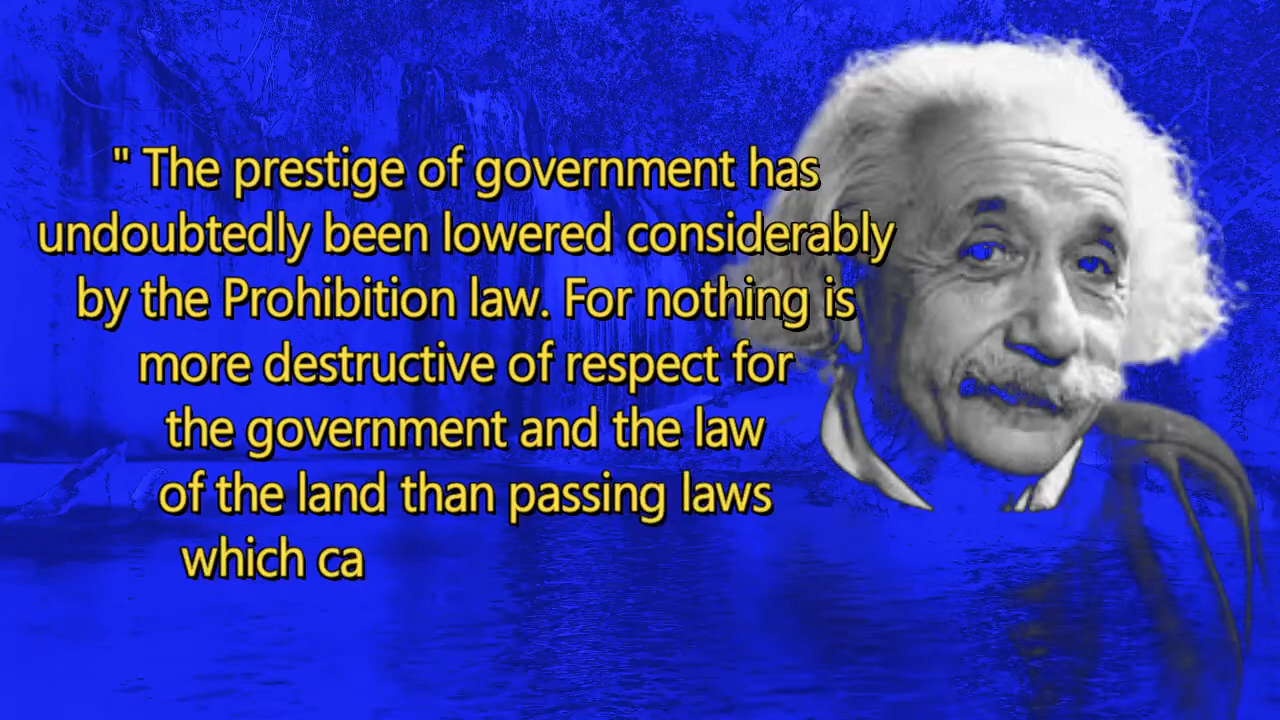 " The prestige of government has
undoubtedly been lowered considerably
by the Prohibition law. For nothing is
more destructive of respect for
the government and the law
of the land than passing laws
which ca